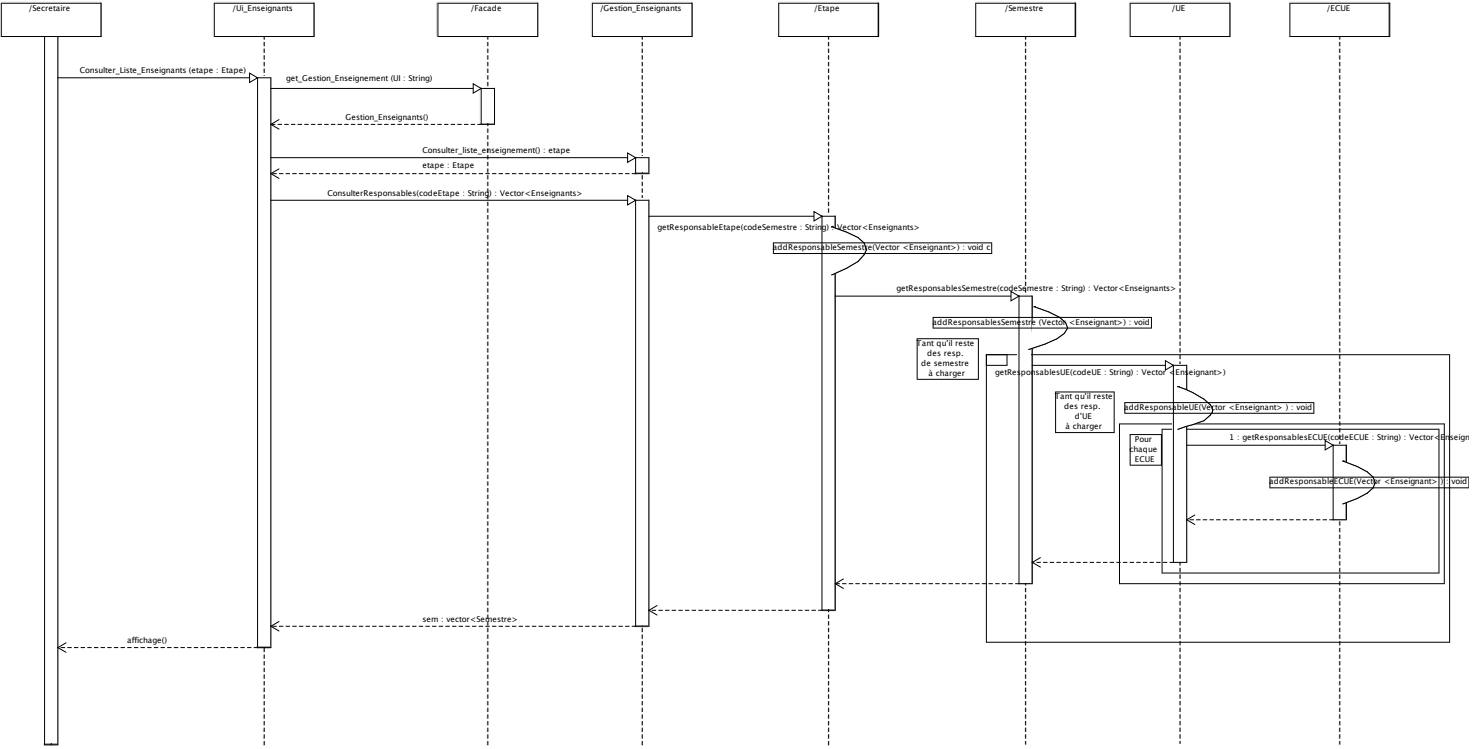 /Secretaire
/Ui_Enseignants
/Facade
/Gestion_Enseignants
/Etape
/Semestre
/UE
/ECUE
Consulter_Liste_Enseignants (etape : Etape)
get_Gestion_Enseignement (UI : String)
Gestion_Enseignants()
Consulter_liste_enseignement() : etape
etape : Etape
ConsulterResponsables(codeEtape : String) : Vector<Enseignants>
getResponsableEtape(codeSemestre : String) : Vector<Enseignants>
addResponsableSemestre(Vector <Enseignant>) : void c
getResponsablesSemestre(codeSemestre : String) : Vector<Enseignants>
addResponsablesSemestre (Vector <Enseignant>) : void
Tant qu'il reste
des resp.
de semestre
à charger
getResponsablesUE(codeUE : String) : Vector <Enseignant>)
Tant qu'il reste
des resp.
d'UE
à charger
addResponsableUE(Vector <Enseignant> ) : void
Pour
chaque
ECUE
1 : getResponsablesECUE(codeECUE : String) : Vector<Enseign
addResponsableECUE(Vector <Enseignant> ) : void
sem : vector<Semestre>
affichage()